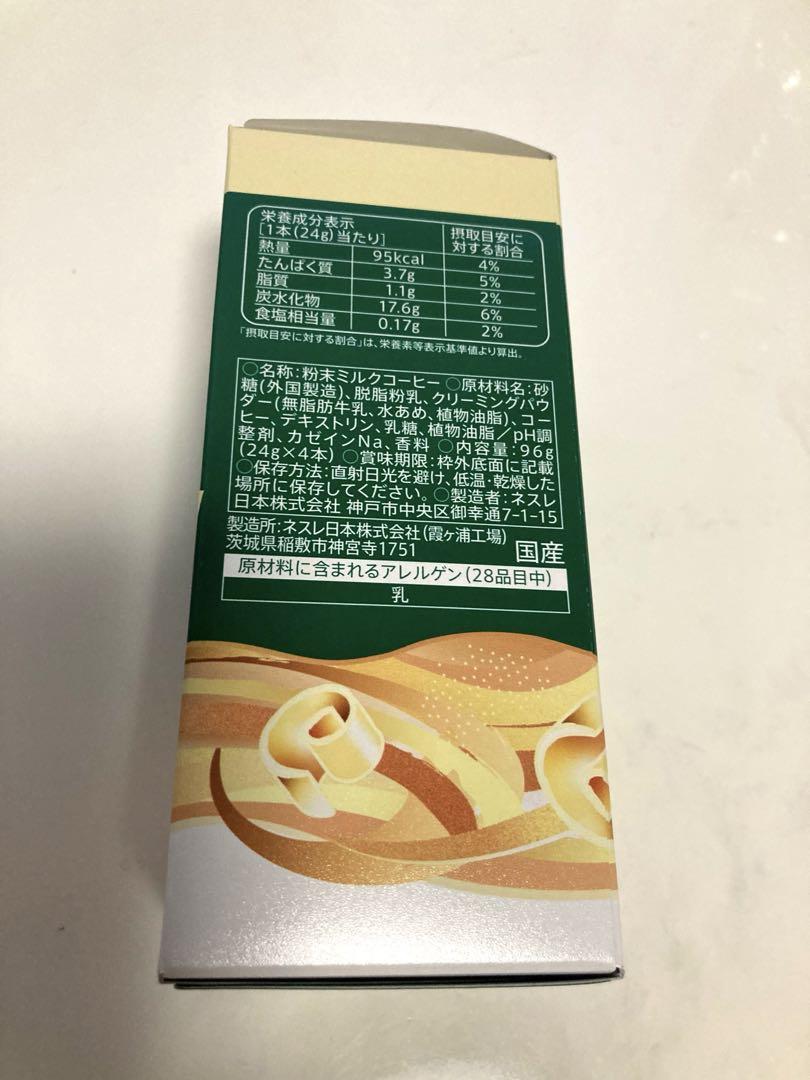 栄養成分表示
[1本(24g)当たり] 摂取目安に対する割合
熱量 95kcal 4%
たんぱく質 3.7g 5%
脂質 1.1g 2%
炭水化物 17.6g 6%
食塩相当量 0.17g 2%
「摂取目安に対する割合」は、栄養素等表示基準値より算出。
○名称:粉末ミルクコーヒー ○原材料名:砂
糖(外国製造)、脱脂粉乳、クリーミングパウ
ダー(無脂肪牛乳、水あめ、植物油脂)、コー
ヒー、デキストリン、乳糖、植物油脂/pH調
整剤、カゼインNa、香料 ○内容量:96g
(24g×4本) ○賞味期限:枠外底面に記載
○保存方法:直射日光を避け、低温・乾燥した
場所に保存してください。○製造者:ネスレ
日本株式会社 神戸市中央区御幸通7-1-15
製造所:ネスレ日本株式会社(霞ヶ浦工場)
茨城県稲敷市神宮寺1751 国産
原材料に含まれるアレルゲン(28品目中)
乳